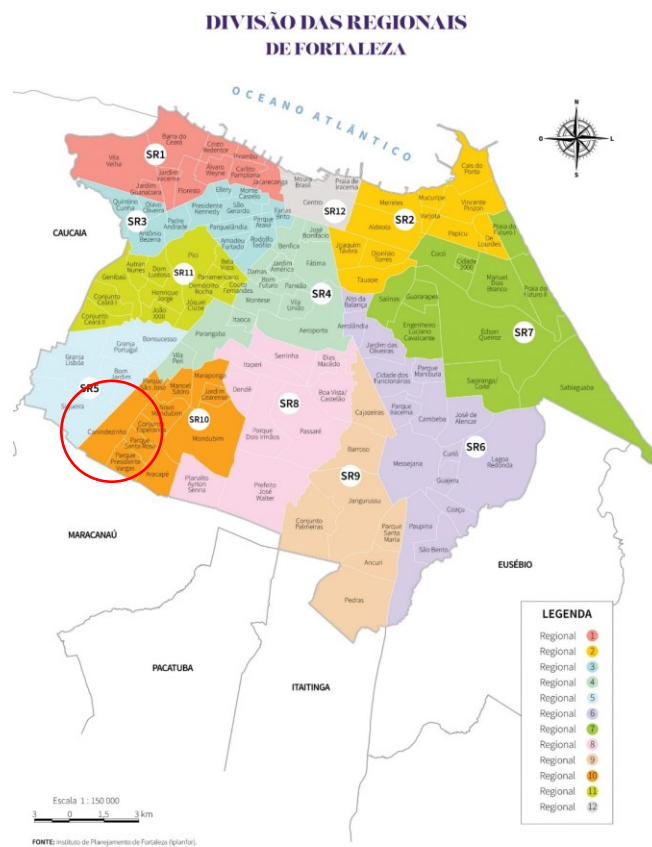 DIVISÃO DAS REGIONAIS
DE FORTALEZA
OCEANO ATLÂNTICO
N
O
L
S
Barra do
Ceará
Cristo
Redentor
Vila
Velha
SR1
Pirambu
Jardim
Iracema
Álvaro
Weyne
Carlito
Pamplona
Jardim
Guanabara
Floresta
Jacarecanga
Moura
Brasil
Praia de
Iracema
Cais do
Porto
Quintino
Cunha
Olavo
Oliveira
Ellery
Monte
Castelo
Presidente
Kennedy
São
Gerardo
Farias
Brito
Centro
SR12
Meireles
Mucuripe
Vicente
Pinzon
SR2
Varjota
SR3
Padre
Andrade
Parquelândia
Parque
Araxá
Antônio
Bezerra
Amadeu
Furtado
Rodolfo
Teófilo
José
Bonifácio
Aldeota
Papicu
De
Lourdes
Praia do
Futuro I
CAUCAIA
Joaquim
Távora
Dionísio
Torres
Benfica
Pici
Bela
Vista
Autran
Nunes
SR11
Dom
Lustosa
Panamericano
Damas
Jardim
América
Fátima
Tauape
Cocó
Cidade
2000
Genibaú
Henrique
Jorge
Demócrito
Rocha
Couto
Fernandes
Bom
Futuro
Parreão
SR4
Manuel
Dias
Branco
Praia do
Futuro II
Conjunto
Ceará I
João
XXIII
Jóquei
Clube
Montese
Vila
União
Alto da
Balança
Salinas
Guararapes
Conjunto
Ceará II
Itaoca
Aeroporto
Aerolândia
Engenheiro
Luciano
Cavalcante
Edson
Queiroz
SR7
Bonsucesso
Parangaba
Jardim das
Oliveiras
Granja
Portugal
Granja
Lisboa
Vila
Peri
Serrinha
Itaperi
Dias
Macêdo
Cidade dos
Funcionários
Parque
Manibura
Sapiranga/
Coité
Sabiaguaba
Bom
Jardim
SR5
Siqueira
Parque
São José
Manoel
Sátiro
Maraponga
Jardim
Cearense
Dendê
SR8
Boa Vista/
Castelão
Cajazeiras
Parque
Iracema
Cambeba
José de
Alencar
Canindezinho
Novo
Mondubim
SR10
Conjunto
Esperança
Mondubim
Parque
Santa Rosa
Parque
Presidente
Vargas
Aracapé
Parque
Dois Irmãos
Passaré
Barroso
Messejana
Curió
SR6
Lagoa
Redonda
Guajeru
Planalto
Ayrton
Senna
Prefeito
José
Walter
SR9
Jangurussu
Coaçu
Conjunto
Palmeiras
Parque
Santa
Maria
Paupina
São Bento
MARACANAÚ
Ancuri
Pedras
EUSÉBIO
PACATUBA
ITAITINGA
LEGENDA
Regional 1
Regional 2
Regional 3
Regional 4
Regional 5
Regional 6
Regional 7
Regional 8
Regional 9
Regional 10
Regional 11
Regional 12
Escala 1 : 150 000
3 0 1,5 3 km
FONTE: Instituto de Planejamento de Fortaleza (Iplanfor).